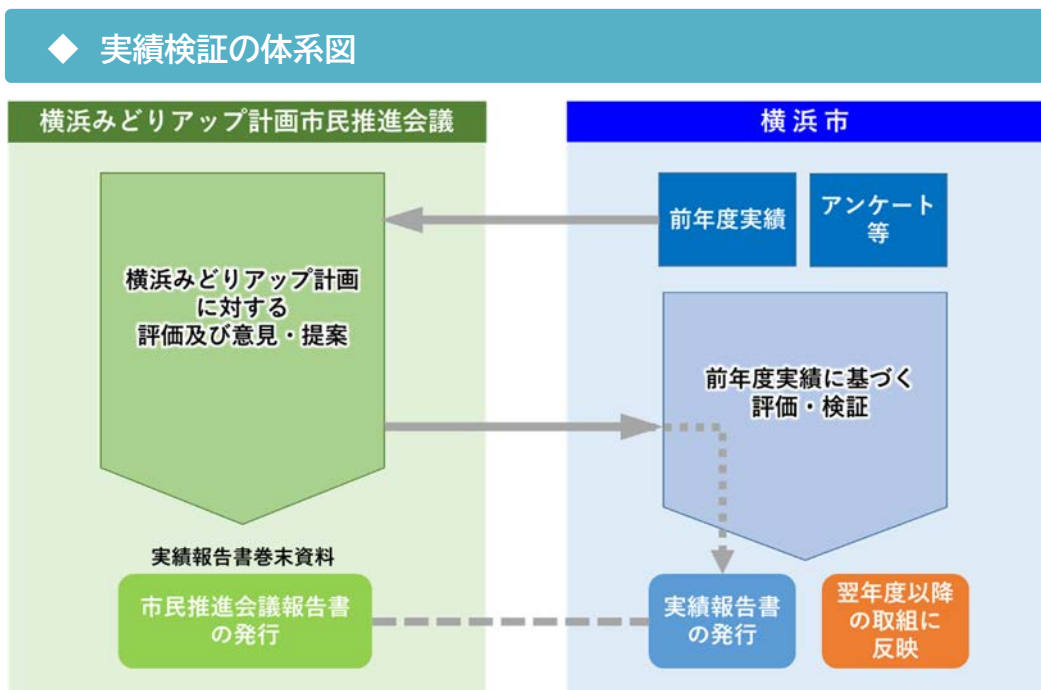 ◆ 実績検証の体系図
横浜みどりアップ計画市民推進会議
横浜みどりアップ計画
に対する
評価及び意見・提案
実績報告書巻末資料
市民推進会議報告書
の発行
横浜市
前年度実績
アンケート
等
前年度実績に基づく
評価・検証
実績報告書
の発行
翌年度以降
の取組に
反映